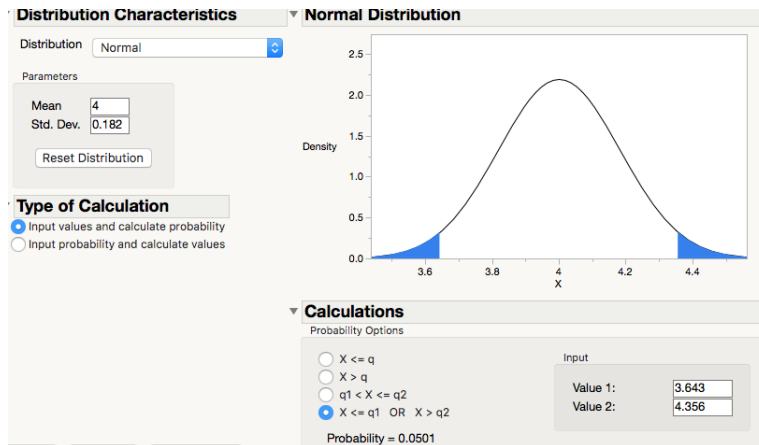 Distribution Characteristics
Distribution Normal
Parameters
Mean 4
Std. Dev. 0.182
Reset Distribution
Type of Calculation
Input values and calculate probability
Input probability and calculate values
Normal Distribution
2.5
2.0
1.5
Density
1.0
0.5
0.0
3.6 3.8 4 4.2 4.4
X
Calculations
Probability Options
X <= q
X > q
q1 < X <= q2
X <= q1 OR X > q2
Probability = 0.0501
Input
Value 1: 3.643
Value 2: 4.356